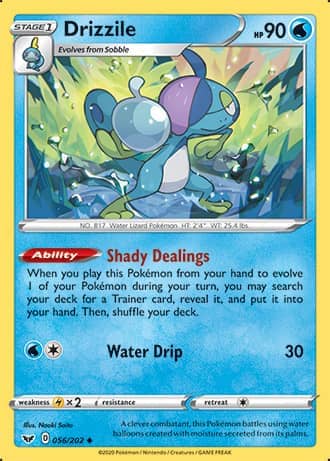 STAGE 1
Drizzile
HP 90
Evolves from Sobble
NO. 817 Water Lizard Pokémon HT: 2'4" WT: 25.4 lbs.
Ability Shady Dealings
When you play this Pokémon from your hand to evolve
1 of your Pokémon during your turn, you may search
your deck for a Trainer card, reveal it, and put it into
your hand. Then, shuffle your deck.
Water Drip 30
weakness ×2 resistance retreat
Illus. Naoki Saito
D 056/202
A clever combatant, this Pokémon battles using water
balloons created with moisture secreted from its palms.
©2020 Pokémon / Nintendo / Creatures / GAME FREAK